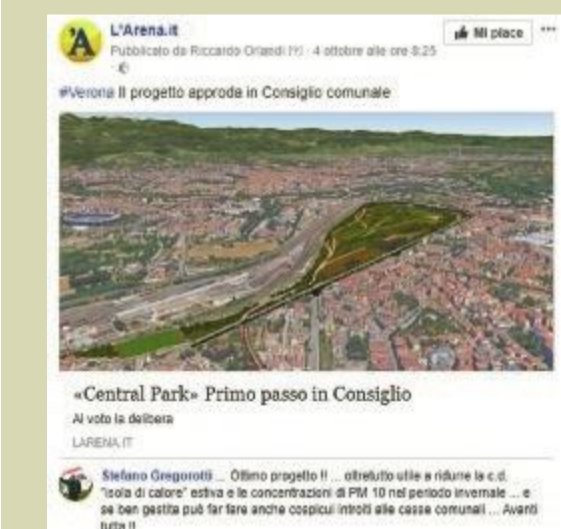 L'Arena.it
Mi piace
Pubblicato da Riccardo Orlandi [?] · 4 ottobre alle ore 8:25
#Verona Il progetto approda in Consiglio comunale
«Central Park» Primo passo in Consiglio
Al voto la delibera
LARENA.IT
Stefano Gregorotti ... Ottimo progetto !! ... oltretutto utile a ridurre la c.d.
"isola di calore" estiva e le concentrazioni di PM 10 nel periodo invernale ... e
se ben gestita può far fare anche cospicui introiti alle casse comunali ... Avanti
tutta !!